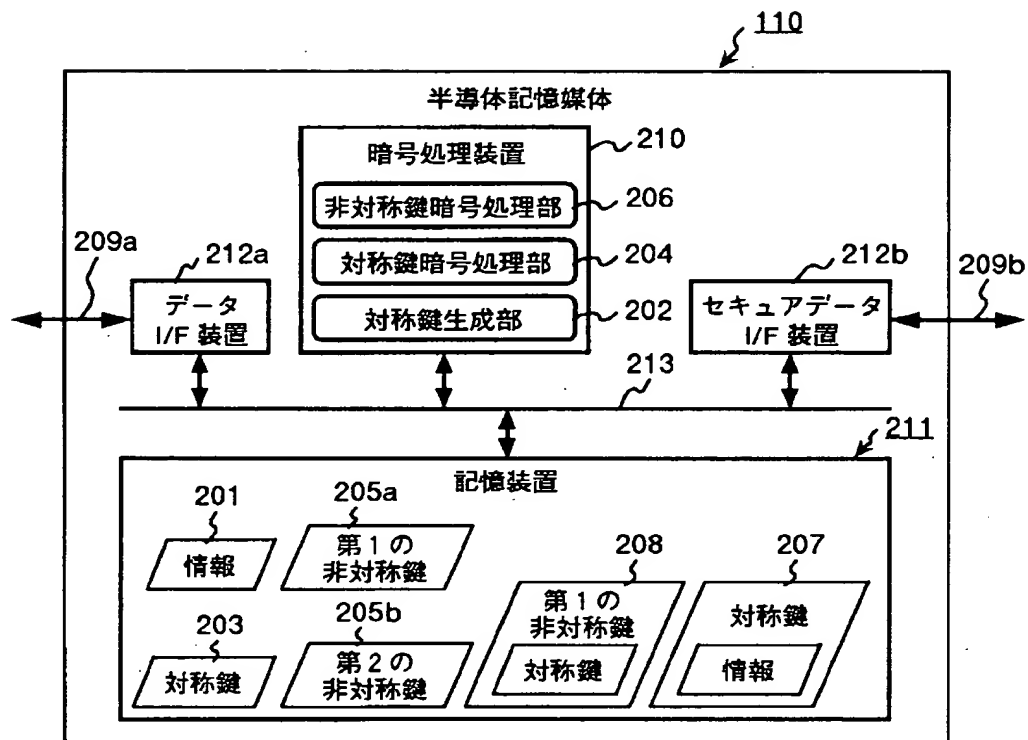 110
半導体記憶媒体
暗号処理装置
210
非対称鍵暗号処理部
206
対称鍵暗号処理部
204
対称鍵生成部
202
209a
212a
データ
I/F 装置
212b
209b
セキュアデータ
I/F 装置
213
211
記憶装置
201
情報
205a
第1の
非対称鍵
203
対称鍵
205b
第2の
非対称鍵
208
第1の
非対称鍵
対称鍵
207
対称鍵
情報